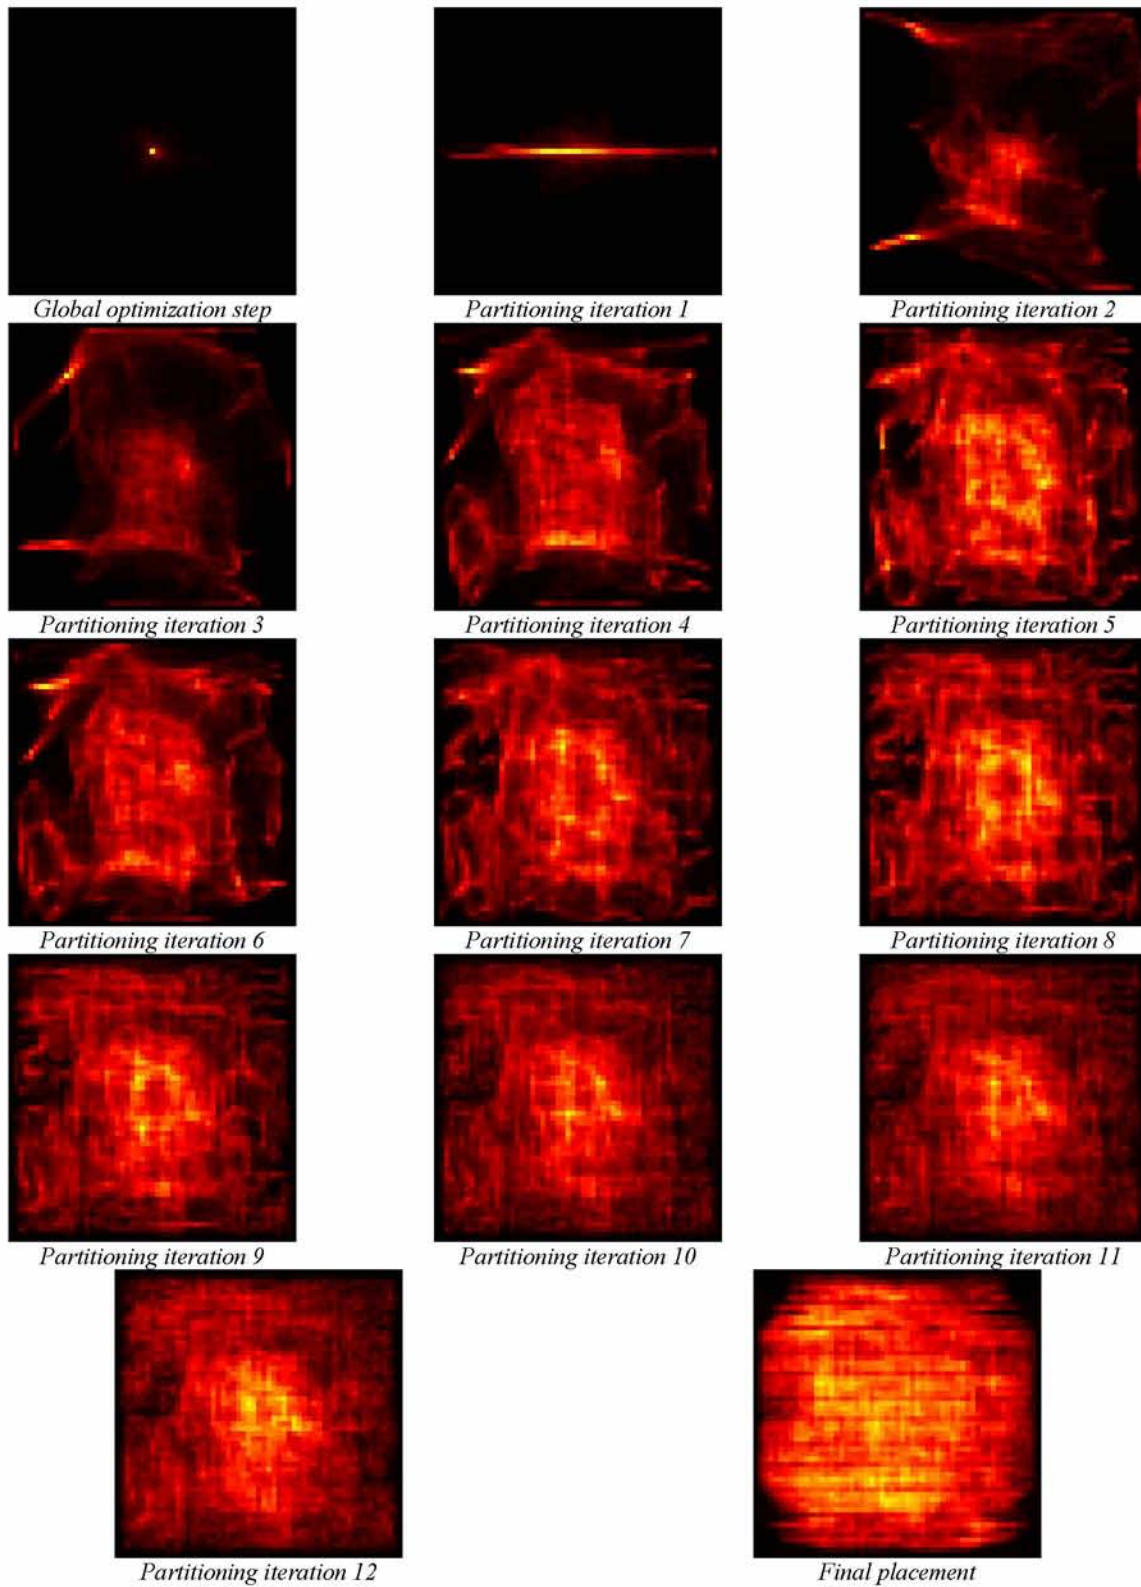 Global optimization step
Partitioning iteration 1
Partitioning iteration 2
Partitioning iteration 3
Partitioning iteration 4
Partitioning iteration 5
Partitioning iteration 6
Partitioning iteration 7
Partitioning iteration 8
Partitioning iteration 9
Partitioning iteration 10
Partitioning iteration 11
Partitioning iteration 12
Final placement